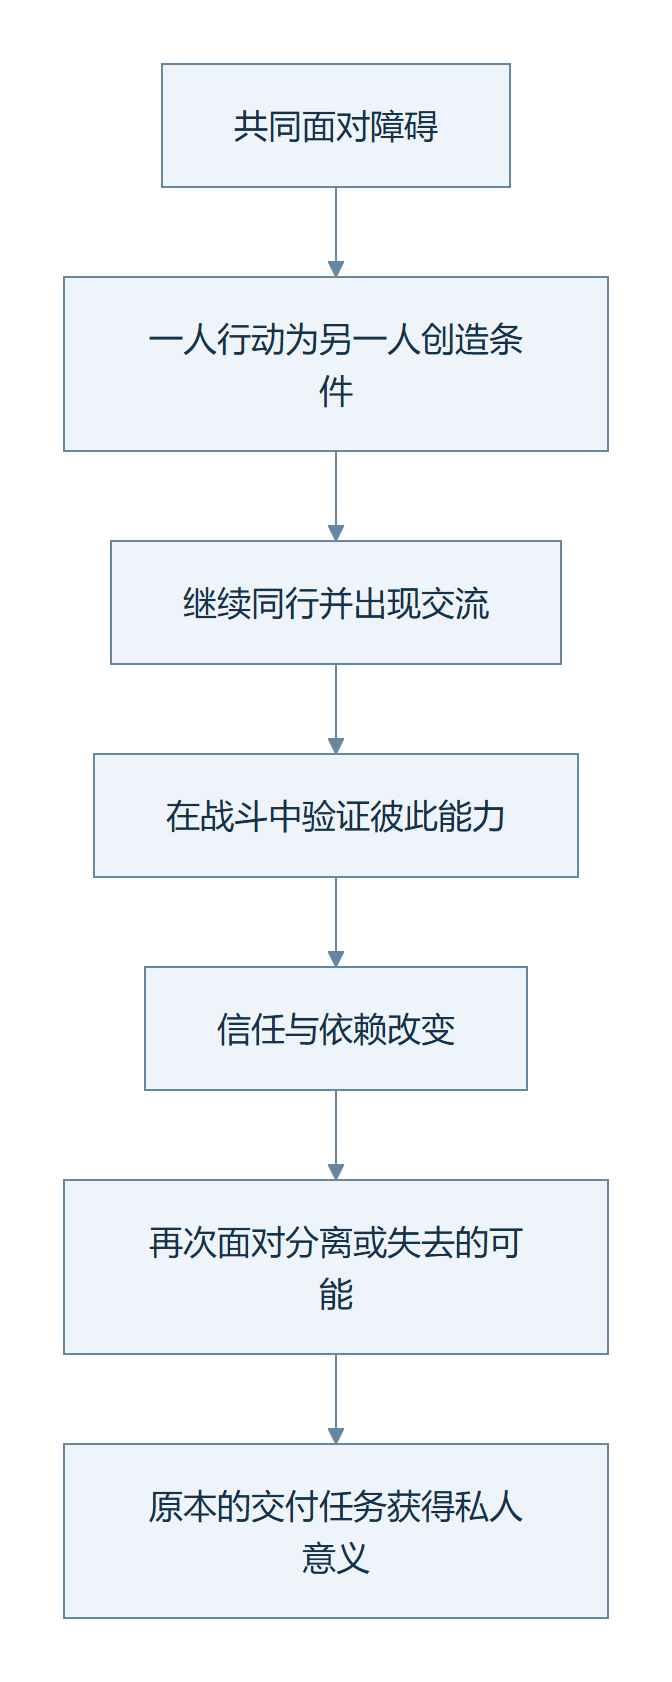 共同面对障碍
一人行动为另一人创造条
件
继续同行并出现交流
在战斗中验证彼此能力
信任与依赖改变
再次面对分离或失去的可
能
原本的交付任务获得私人
意义